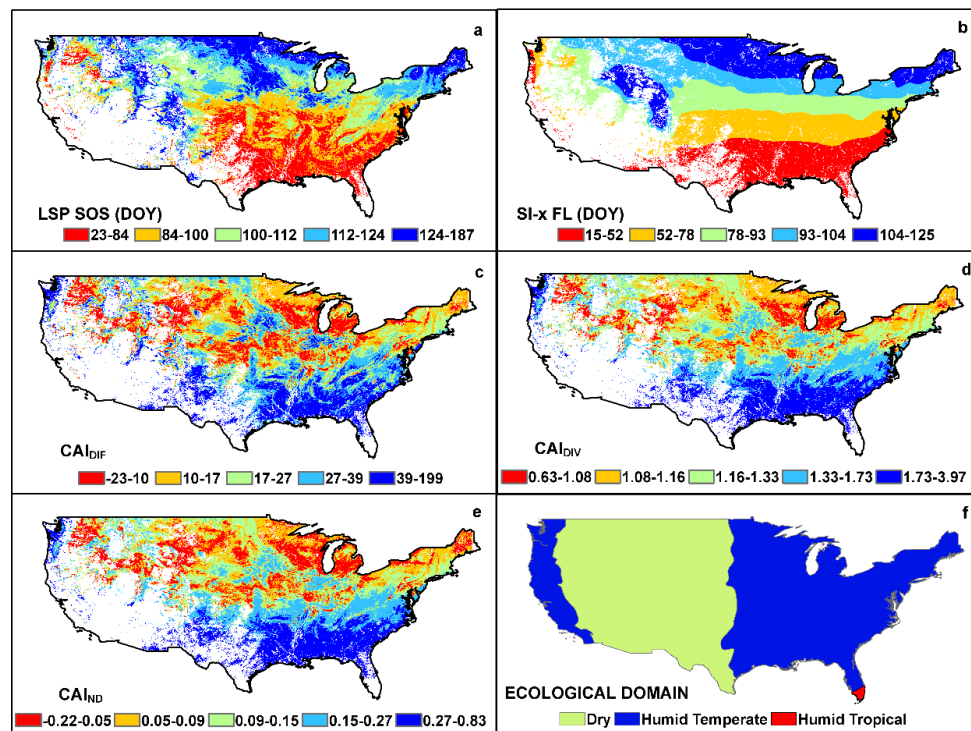 a
LSP SOS (DOY)
23-84 84-100 100-112 112-124 124-187
b
SI-x FL (DOY)
15-52 52-78 78-93 93-104 104-125
c
CAIDIF
-23-10 10-17 17-27 27-39 39-199
d
CAIDIV
0.63-1.08 1.08-1.16 1.16-1.33 1.33-1.73 1.73-3.97
e
CAIND
-0.22-0.05 0.05-0.09 0.09-0.15 0.15-0.27 0.27-0.83
f
ECOLOGICAL DOMAIN
Dry Humid Temperate Humid Tropical